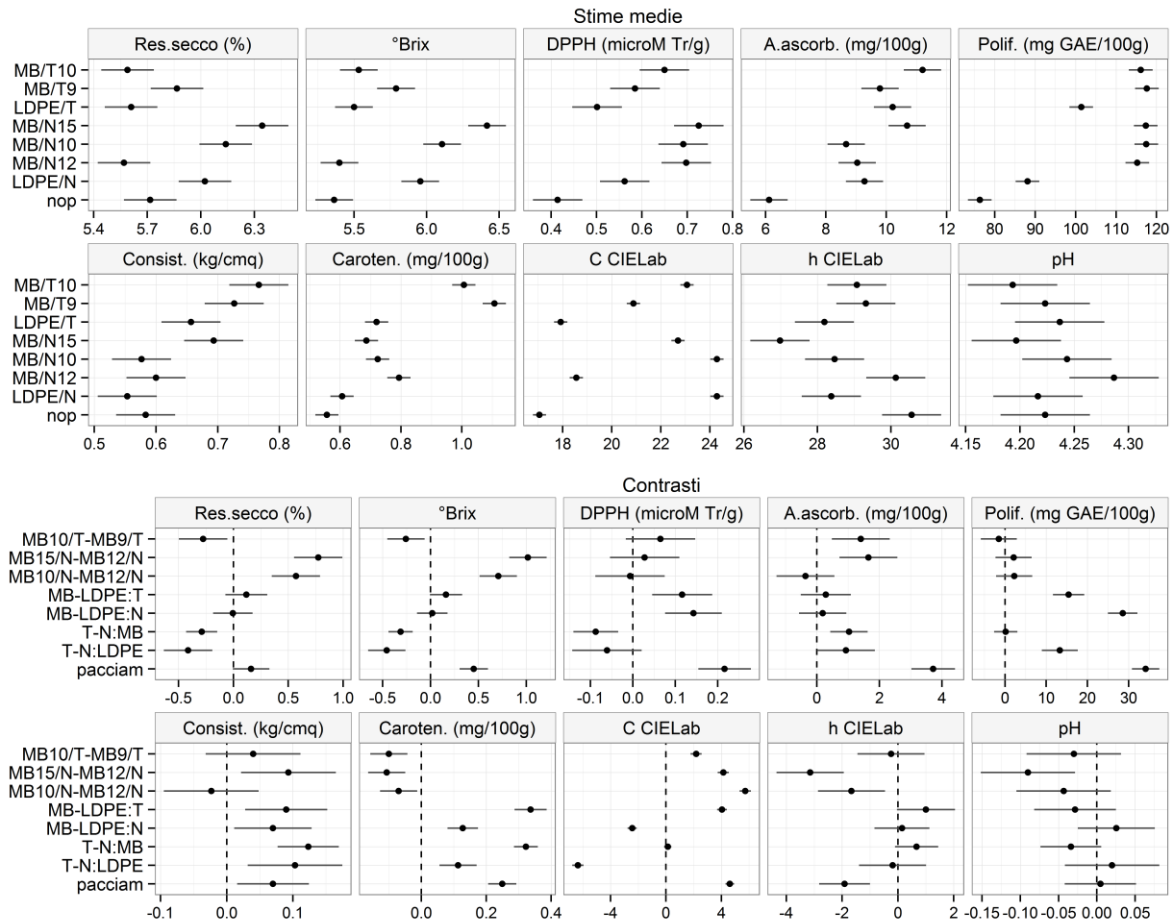 Stime medie
Res.secco (%) °Brix DPPH (microM Tr/g) A.ascorb. (mg/100g) Polif. (mg GAE/100g)
MB/T10
MB/T9
LDPE/T
MB/N15
MB/N10
MB/N12
LDPE/N
nop
5.4 5.7 6.0 6.3 5.5 6.0 6.5 0.4 0.5 0.6 0.7 0.8 6 8 10 12 80 90 100 110 120
Consist. (kg/cmq) Caroten. (mg/100g) C CIELab h CIELab pH
MB/T10
MB/T9
LDPE/T
MB/N15
MB/N10
MB/N12
LDPE/N
nop
0.5 0.6 0.7 0.8 0.6 0.8 1.0 18 20 22 24 26 28 30 4.15 4.20 4.25 4.30
Contrasti
Res.secco (%) °Brix DPPH (microM Tr/g) A.ascorb. (mg/100g) Polif. (mg GAE/100g)
MB10/T-MB9/T
MB15/N-MB12/N
MB10/N-MB12/N
MB-LDPE:T
MB-LDPE:N
T-N:MB
T-N:LDPE
pacciam
-0.5 0.0 0.5 1.0 -0.5 0.0 0.5 1.0 -0.1 0.0 0.1 0.2 0 2 4 0 10 20 30
Consist. (kg/cmq) Caroten. (mg/100g) C CIELab h CIELab pH
MB10/T-MB9/T
MB15/N-MB12/N
MB10/N-MB12/N
MB-LDPE:T
MB-LDPE:N
T-N:MB
T-N:LDPE
pacciam
-0.1 0.0 0.1 0.0 0.2 0.4 -4 0 4 -4 -2 0 2 -0.15 -0.10 -0.05 0.00 0.05